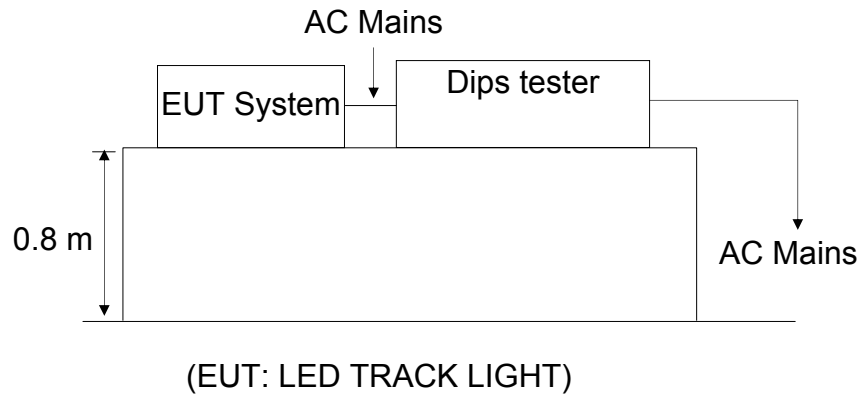 AC Mains
EUT System
Dips tester
0.8 m
AC Mains
(EUT: LED TRACK LIGHT)